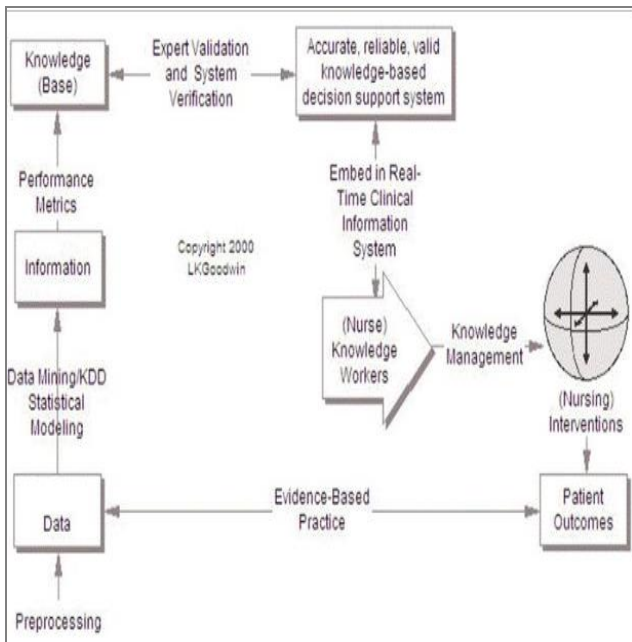 Knowledge
(Base)
Expert Validation
and System
Verification
Accurate, reliable, valid
knowledge-based
decision support system
Performance
Metrics
Embed in Real-
Time Clinical
Information
System
Information
Copyright 2000
LKGoodwin
(Nurse)
Knowledge
Workers
Knowledge
Management
(Nursing)
Interventions
Data Mining/KDD
Statistical
Modeling
Data
Evidence-Based
Practice
Patient
Outcomes
Preprocessing